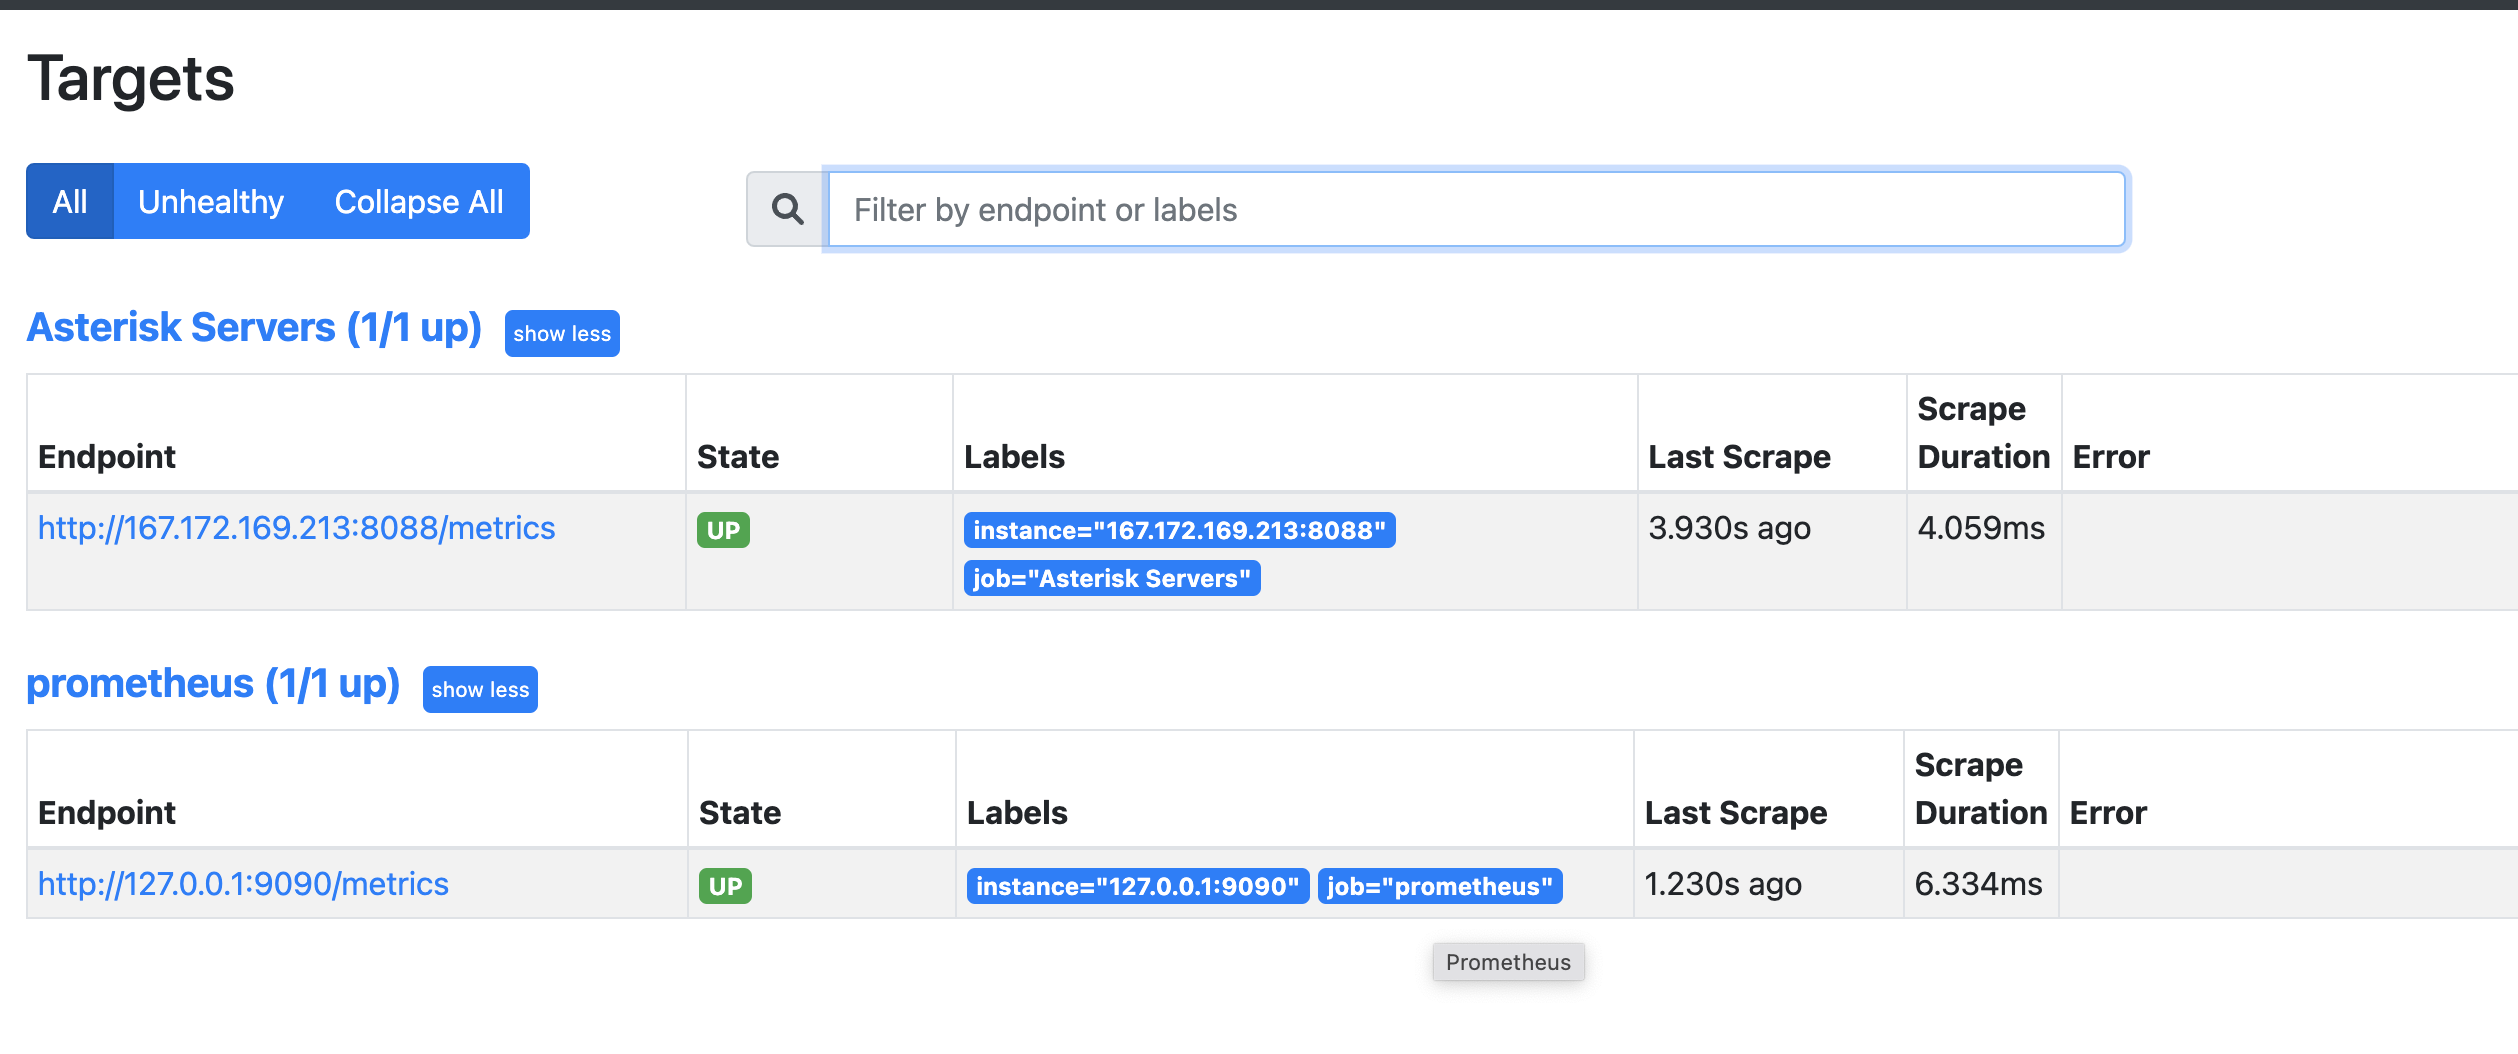 Targets
All Unhealthy Collapse All
Filter by endpoint or labels
Asterisk Servers (1/1 up) show less
Endpoint State Labels Last Scrape Scrape Duration Error
http://167.172.169.213:8088/metrics UP instance="167.172.169.213:8088" 3.930s ago 4.059ms
job="Asterisk Servers"
prometheus (1/1 up) show less
Endpoint State Labels Last Scrape Scrape Duration Error
http://127.0.0.1:9090/metrics UP instance="127.0.0.1:9090" job="prometheus" 1.230s ago 6.334ms
Prometheus